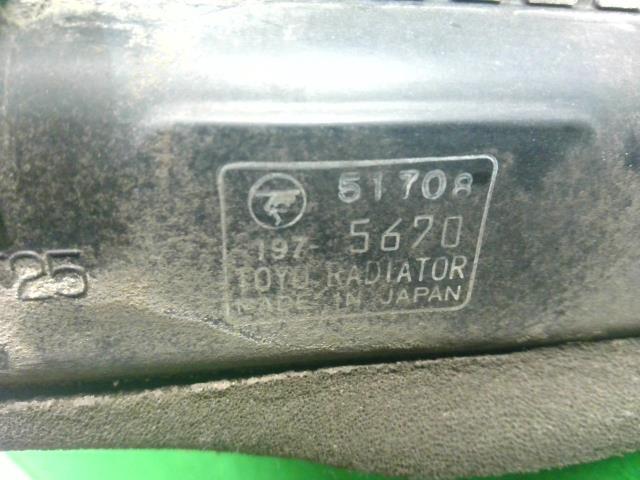 51708
197- 5670
TOYO RADIATOR
MADE IN JAPAN
25